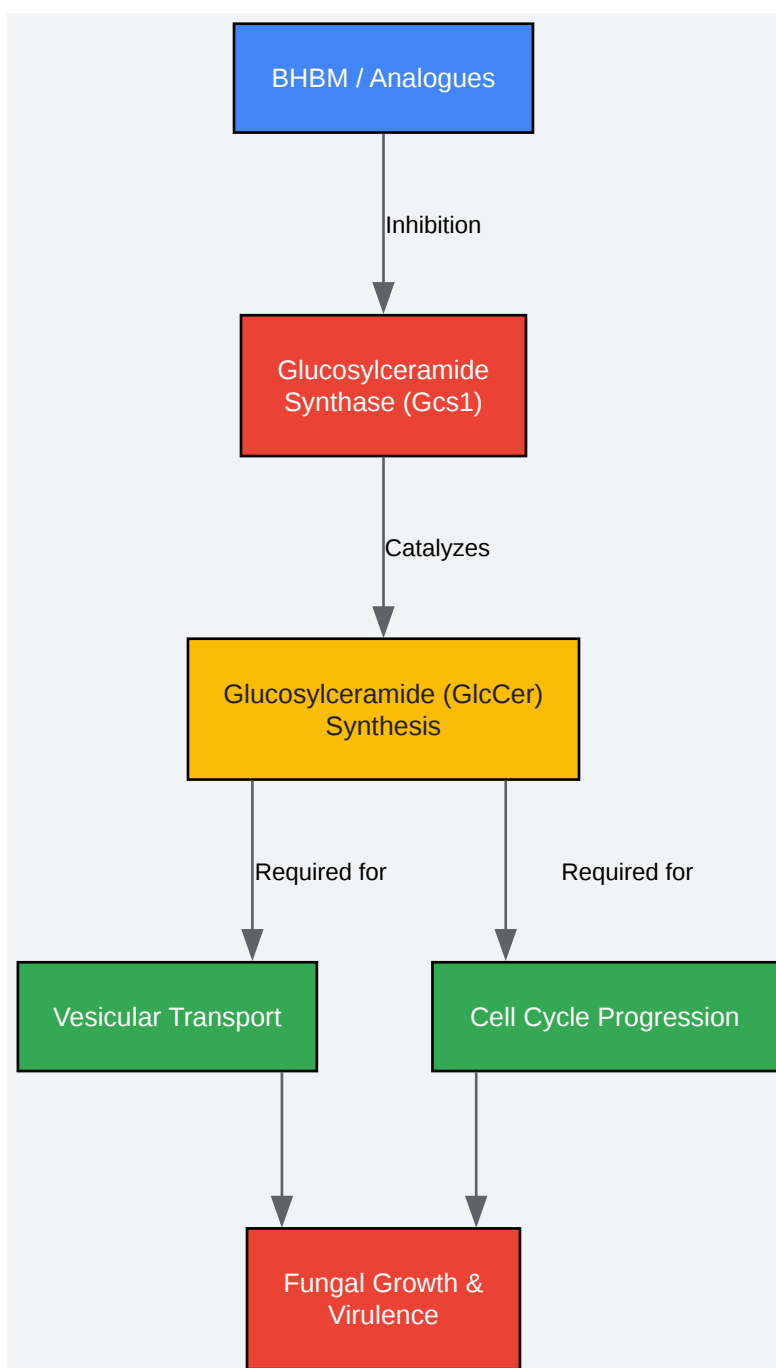 BHBM / Analogues
Inhibition
Glucosylceramide
Synthase (Gcs1)
Catalyzes
Glucosylceramide (GlcCer)
Synthesis
Required for
Required for
Vesicular Transport
Cell Cycle Progression
Fungal Growth &
Virulence